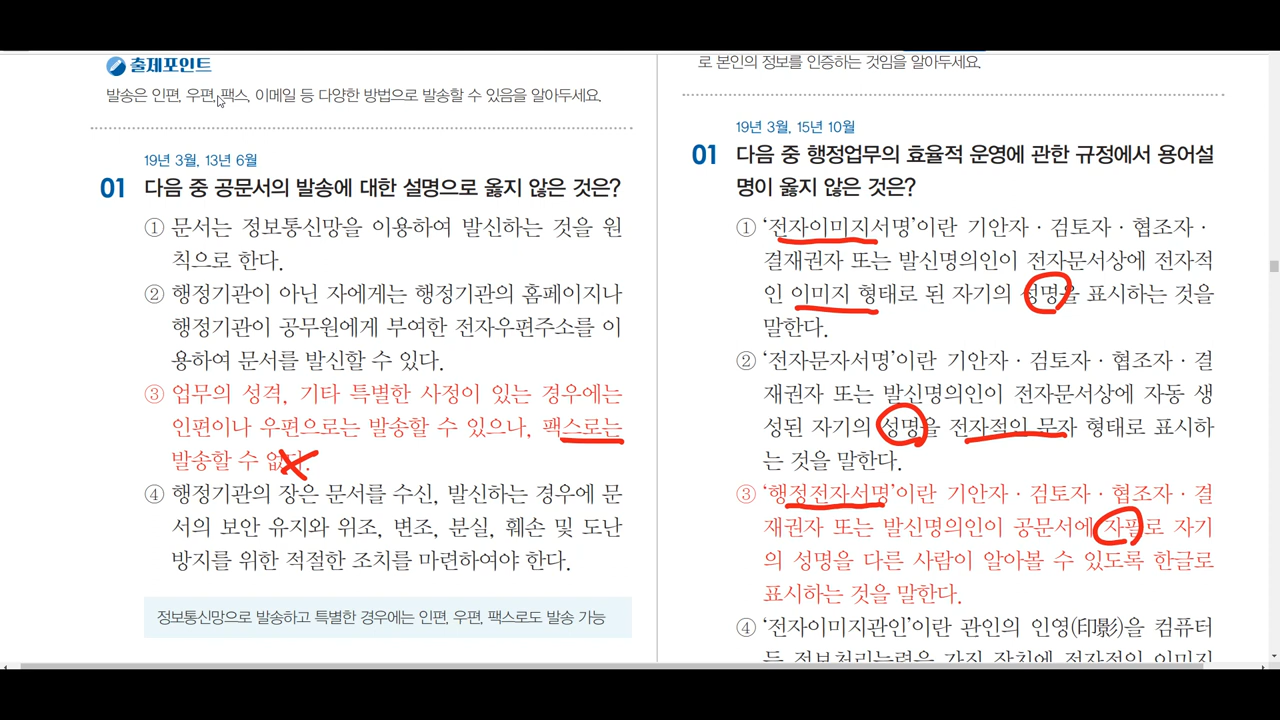 출제포인트
발송은 인편, 우편, 팩스, 이메일 등 다양한 방법으로 발송할 수 있음을 알아두세요.
19년 3월, 13년 6월
01 다음 중 공문서의 발송에 대한 설명으로 옳지 않은 것은?
① 문서는 정보통신망을 이용하여 발신하는 것을 원
칙으로 한다.
② 행정기관이 아닌 자에게는 행정기관의 홈페이지나
행정기관이 공무원에게 부여한 전자우편주소를 이
용하여 문서를 발신할 수 있다.
③ 업무의 성격, 기타 특별한 사정이 있는 경우에는
인편이나 우편으로는 발송할 수 있으나, 팩스로는
발송할 수 없다.
④ 행정기관의 장은 문서를 수신, 발신하는 경우에 문
서의 보안 유지와 위조, 변조, 분실, 훼손 및 도난
방지를 위한 적절한 조치를 마련하여야 한다.
정보통신망으로 발송하고 특별한 경우에는 인편, 우편, 팩스로도 발송 가능
로 본인의 정보를 인증하는 것임을 알아두세요.
19년 3월, 15년 10월
01 다음 중 행정업무의 효율적 운영에 관한 규정에서 용어설
명이 옳지 않은 것은?
① ‘전자이미지서명’이란 기안자·검토자·협조자·
결재권자 또는 발신명의인이 전자문서상에 전자적
인 이미지 형태로 된 자기의 성명을 표시하는 것을
말한다.
② ‘전자문자서명’이란 기안자·검토자·협조자·결
재권자 또는 발신명의인이 전자문서상에 자동 생
성된 자기의 성명을 전자적인 문자 형태로 표시하
는 것을 말한다.
③ ‘행정전자서명’이란 기안자·검토자·협조자·결
재권자 또는 발신명의인이 공문서에 자필로 자기
의 성명을 다른 사람이 알아볼 수 있도록 한글로
표시하는 것을 말한다.
④ ‘전자이미지관인’이란 관인의 인영(印影)을 컴퓨터
등 정보처리능력을 가진 장치에 전자적인 이미지